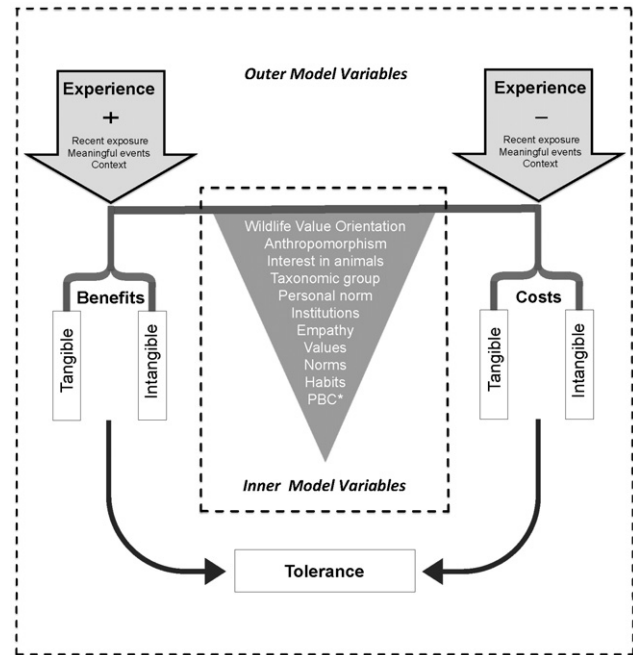 Outer Model Variables
Experience
+
Recent exposure
Meaningful events
Context
Experience
–
Recent exposure
Meaningful events
Context
Wildlife Value Orientation
Anthropomorphism
Interest in animals
Taxonomic group
Personal norm
Institutions
Empathy
Values
Norms
Habits
PBC*
Inner Model Variables
Benefits
Tangible
Intangible
Costs
Tangible
Intangible
Tolerance